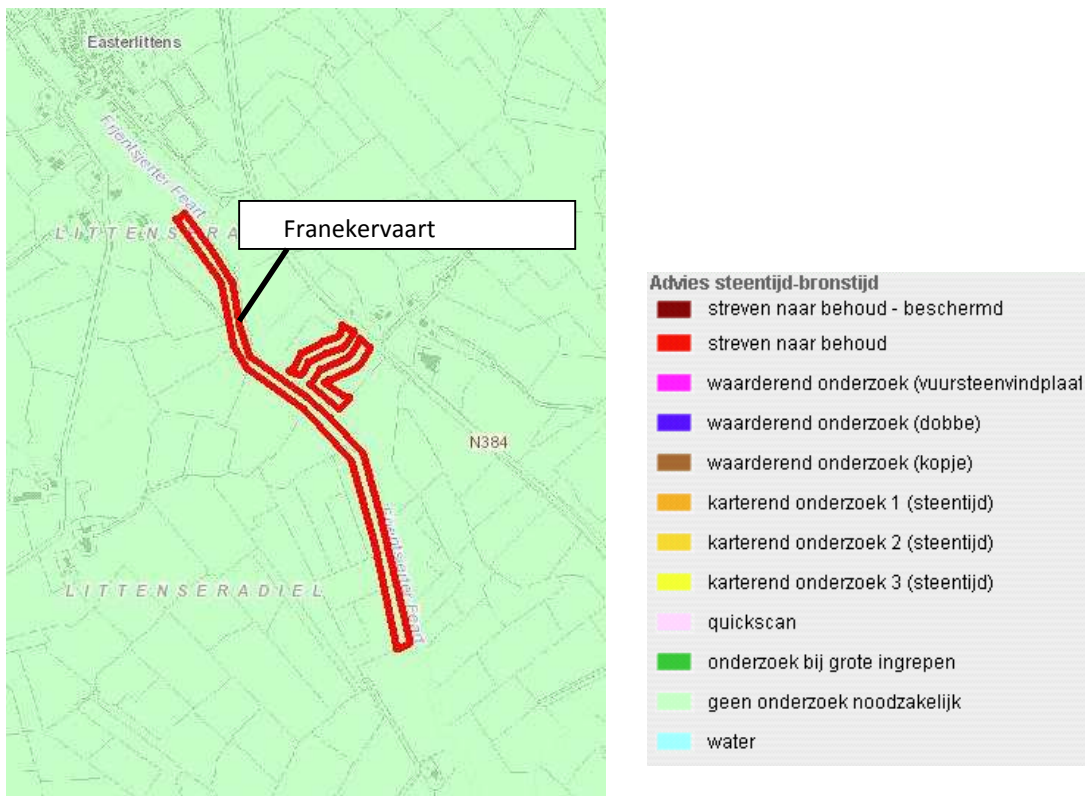 Easterlittens
Frjentsjerter Feart
LITTENSERA
Franekervaart
N384
Frjentsjerter Feart
LITTENSERADIEL
Advies steentijd-bronstijd
streven naar behoud - beschermd
streven naar behoud
waarderend onderzoek (vuursteenvindplaat
waarderend onderzoek (dobbe)
waarderend onderzoek (kopje)
karterend onderzoek 1 (steentijd)
karterend onderzoek 2 (steentijd)
karterend onderzoek 3 (steentijd)
quickscan
onderzoek bij grote ingrepen
geen onderzoek noodzakelijk
water